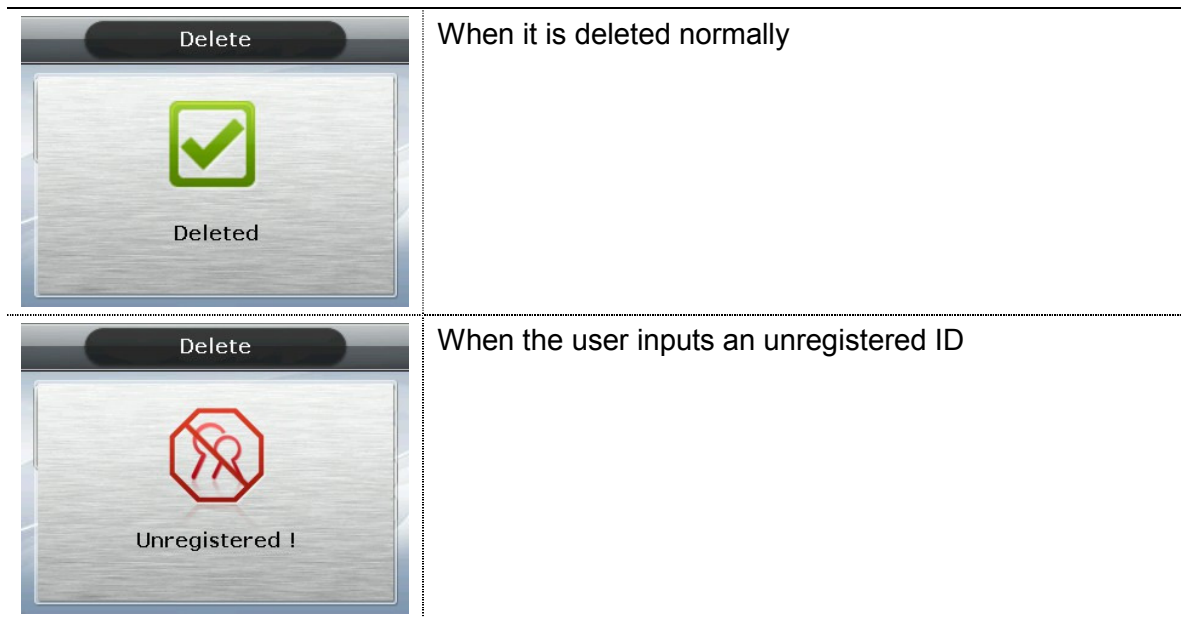 Delete
When it is deleted normally
Deleted
Delete
When the user inputs an unregistered ID
Unregistered !